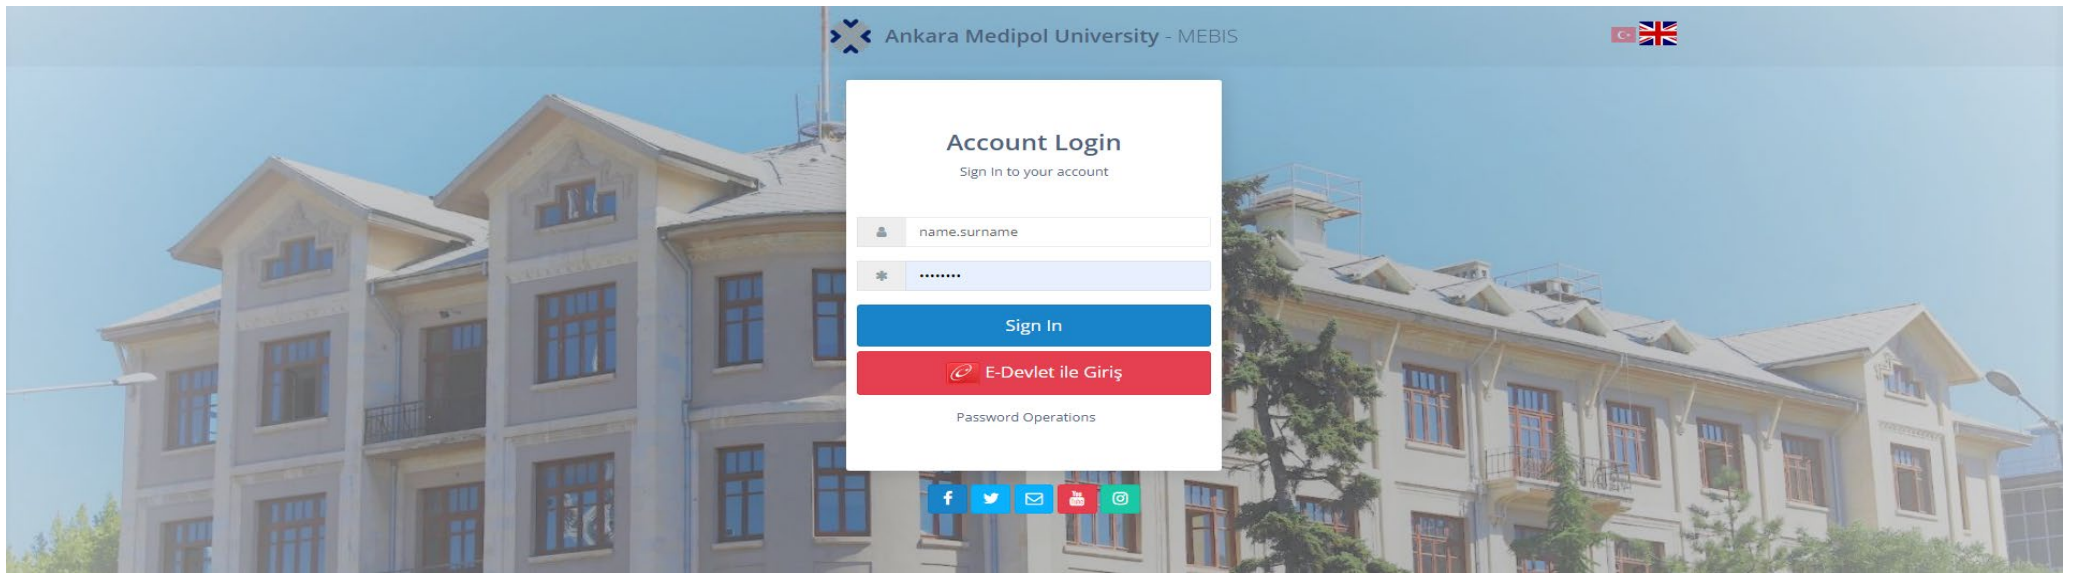 Ankara Medipol University - MEBIS
Account Login
Sign In to your account
name.surname
••••••••
Sign In
E-Devlet ile Giriş
Password Operations